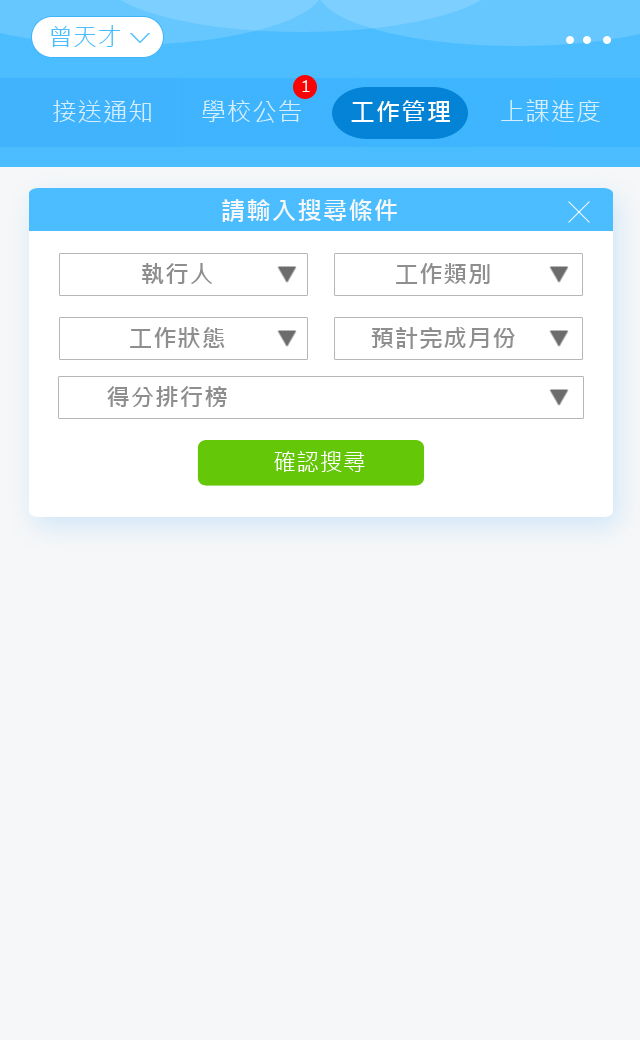 曾天才
接送通知 學校公告 1 工作管理 上課進度
請輸入搜尋條件
執行人 工作類別
工作狀態 預計完成月份
得分排行榜
確認搜尋